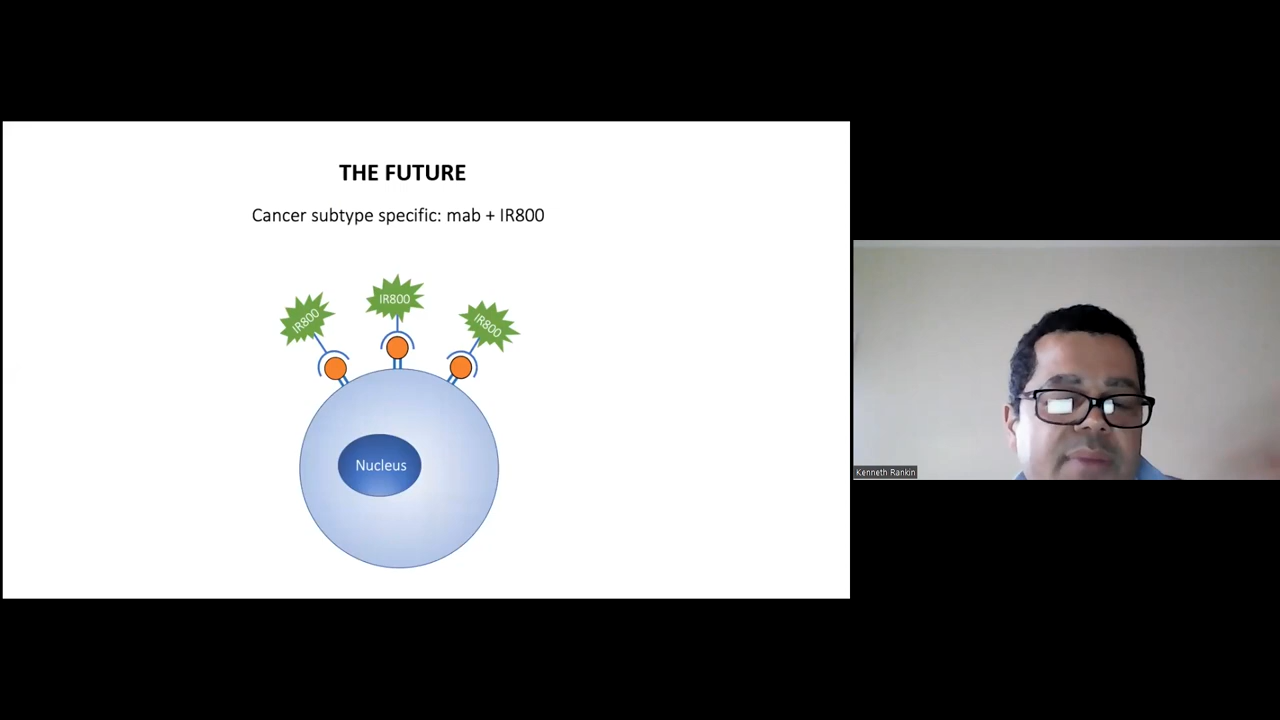 THE FUTURE
Cancer subtype specific: mab + IR800
IR800
IR800
IR800
Nucleus
Kenneth Rankin